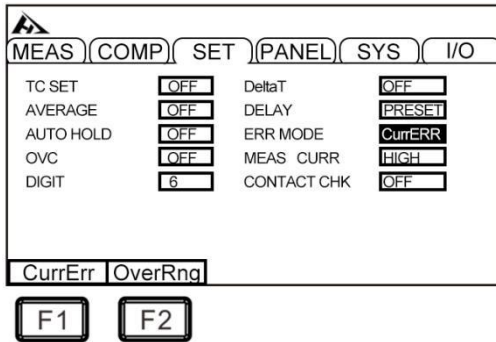 MEAS COMP SET PANEL SYS I/O
TC SET OFF DeltaT OFF
AVERAGE OFF DELAY PRESET
AUTO HOLD OFF ERR MODE CurrERR
OVC OFF MEAS CURR HIGH
DIGIT 6 CONTACT CHK OFF
CurrErr OverRng
F1 F2